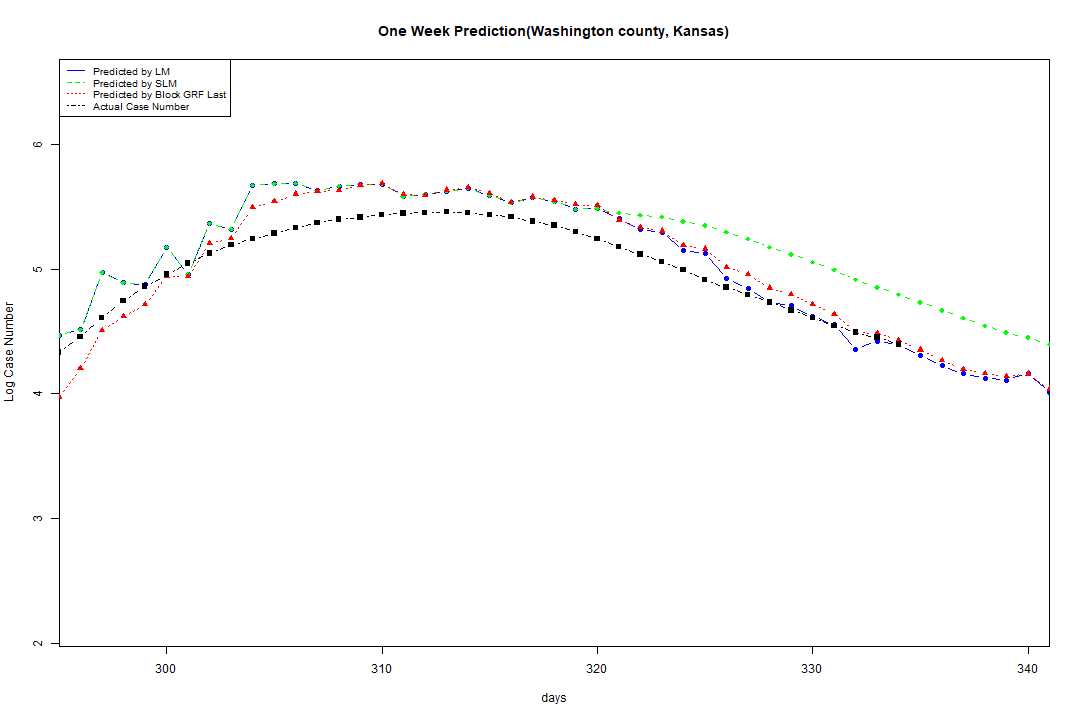 One Week Prediction(Washington county, Kansas)
Predicted by LM
Predicted by SLM
Predicted by Block GRF Last
Actual Case Number
6
5
4
3
2
Log Case Number
300 310 320 330 340
days